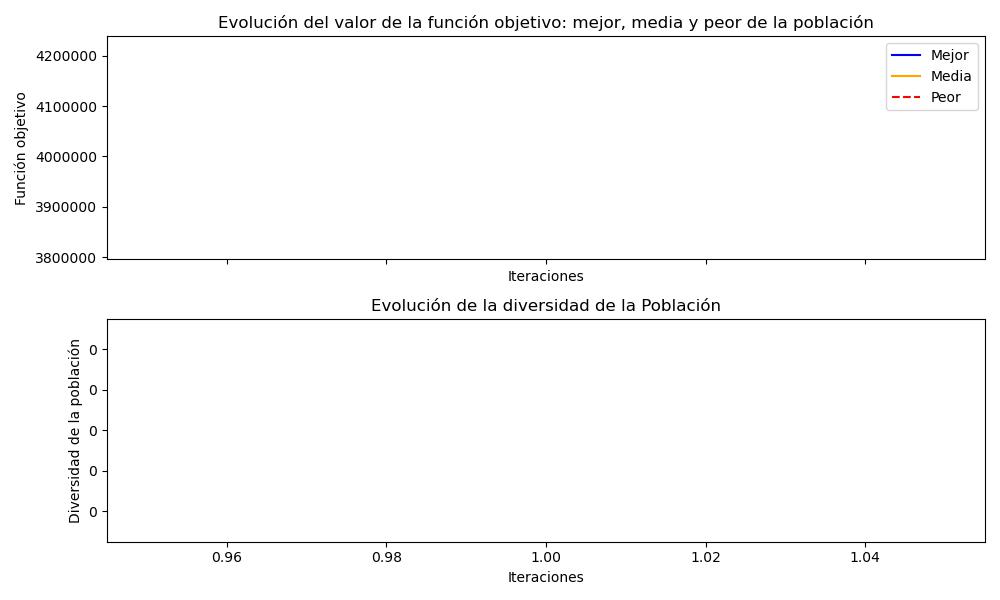 Evolución del valor de la función objetivo: mejor, media y peor de la población
4200000
4100000
4000000
3900000
3800000
Función objetivo
Mejor
Media
Peor
Iteraciones
Evolución de la diversidad de la Población
0
0
0
0
0
Diversidad de la población
0.96
0.98
1.00
1.02
1.04
Iteraciones